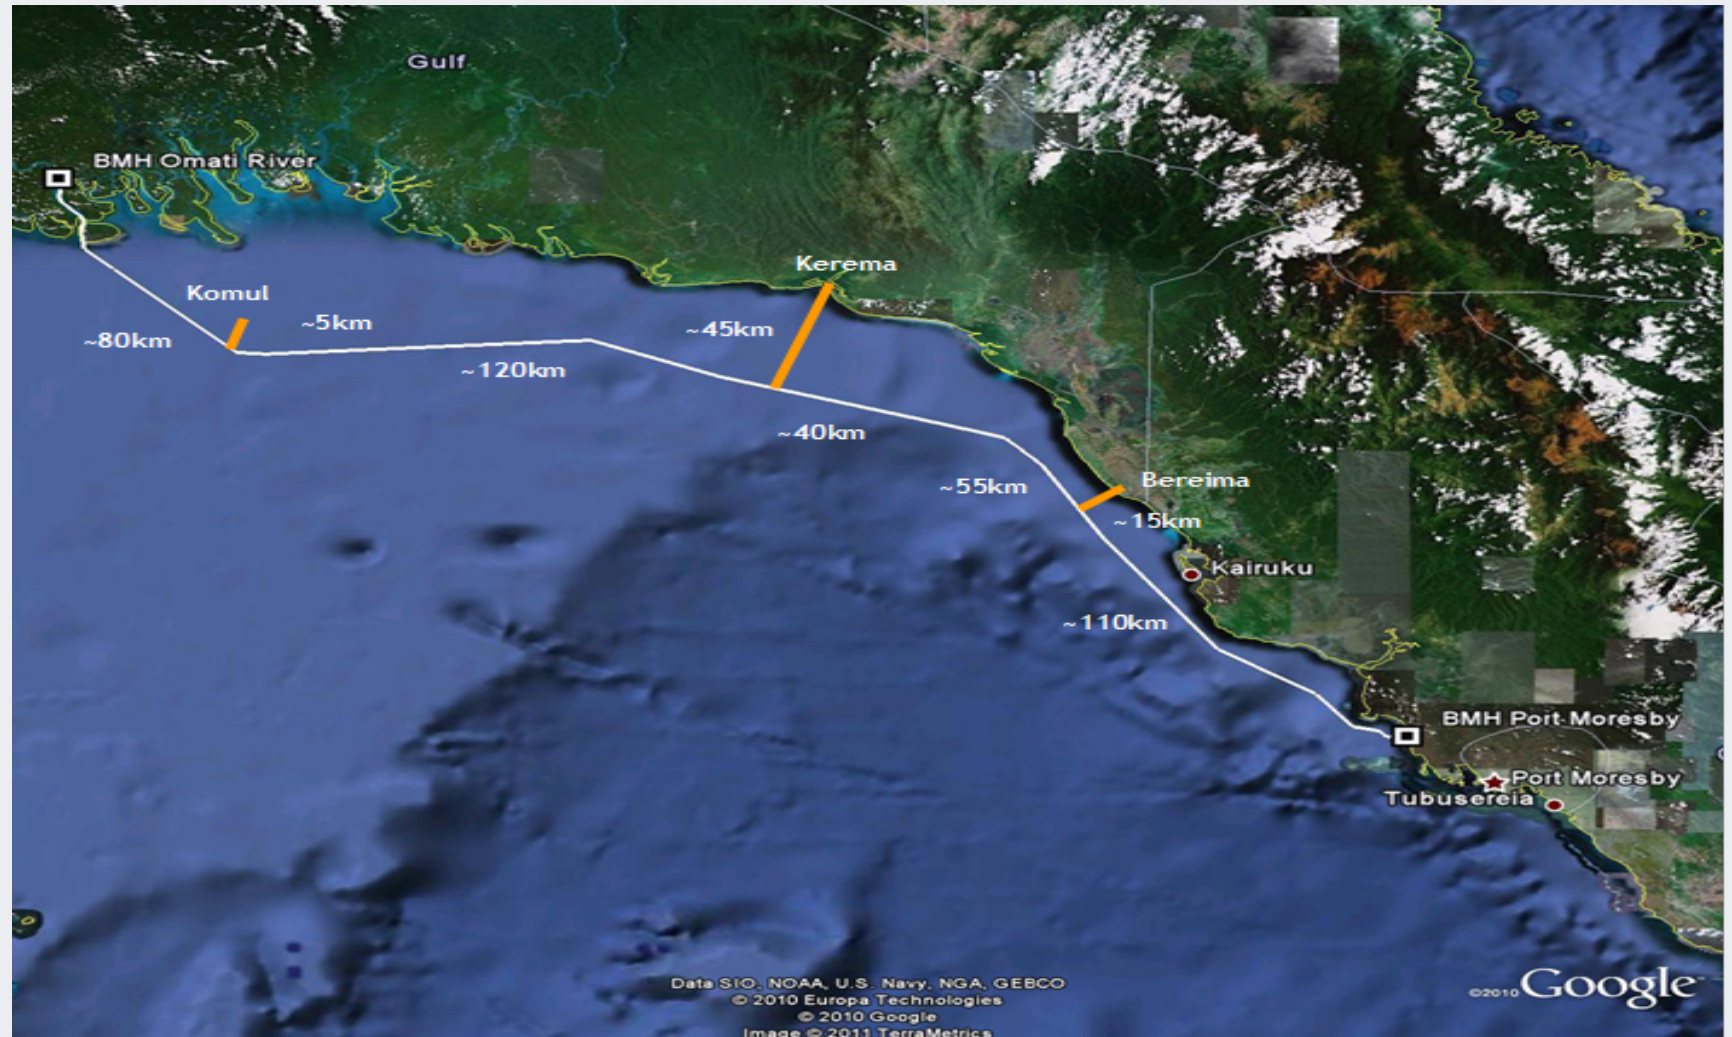 Gulf
BMH Omati River
Kerema
Komul
~5km
~45km
~80km
~120km
~40km
Bereima
~55km
~15km
Kairuku
~110km
BMH Port Moresby
Port Moresby
Tubusereia
Data SIO, NOAA, U.S. Navy, NGA, GEBCO
© 2010 Europa Technologies
© 2010 Google
Image © 2011 TerraMetrics
©2010 Google